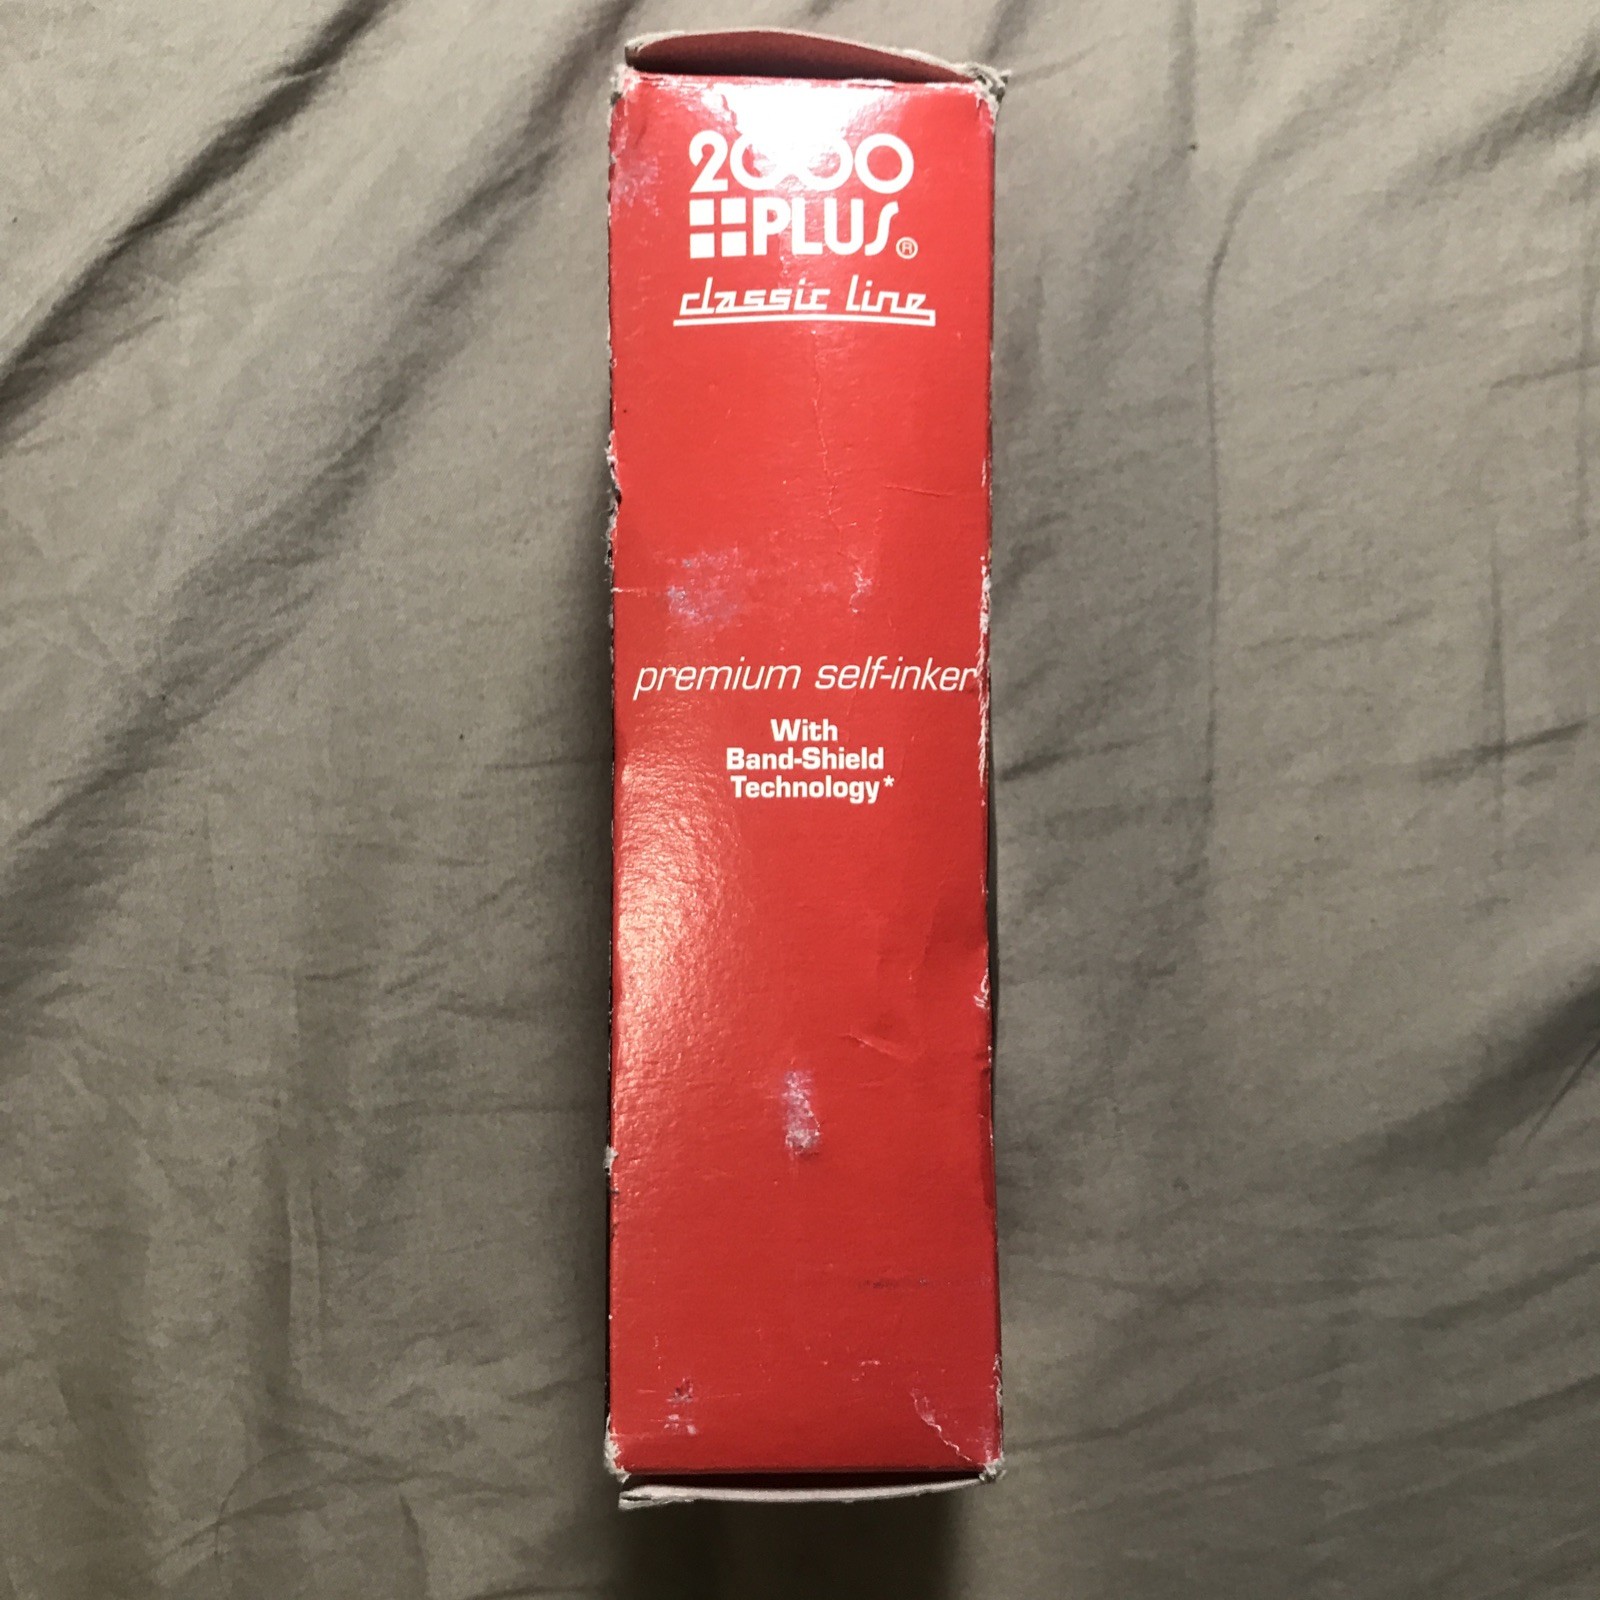 2000
PLUS®
classic line
premium self-inker
With
Band-Shield
Technology*